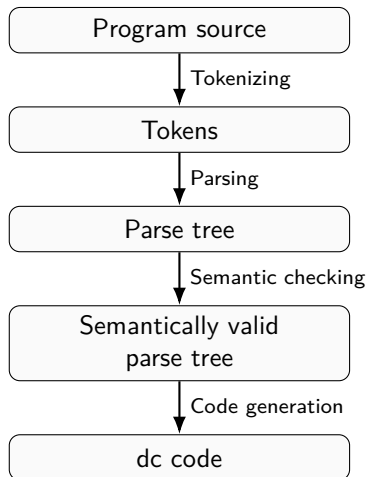 Program source
Tokenizing
Tokens
Parsing
Parse tree
Semantic checking
Semantically valid
parse tree
Code generation
dc code